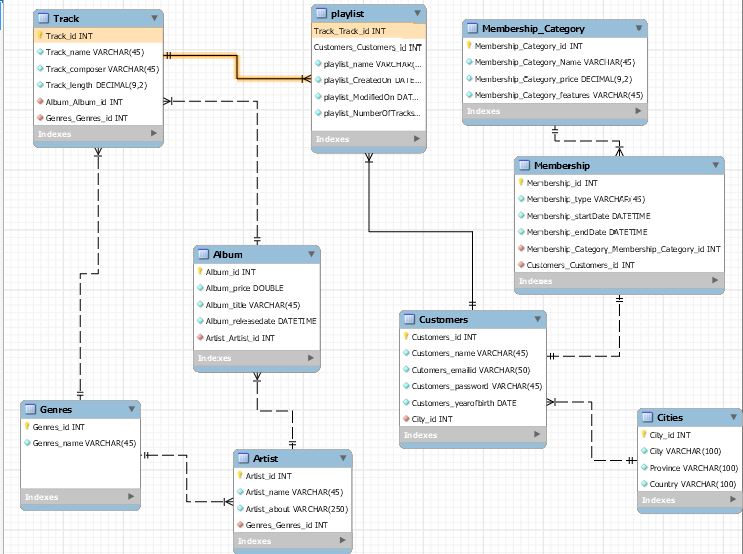 Track
Track_id INT
Track_name VARCHAR(45)
Track_composer VARCHAR(45)
Track_length DECIMAL(9,2)
Album_Album_id INT
Genres_Genres_id INT
Indexes
playlist
Track_Track_id INT
Customers_Customers_id INT
playlist_name VARCHAR(...
playlist_CreatedOn DATE...
playlist_ModifiedOn DAT...
playlist_NumberOfTracks...
Indexes
Membership_Category
Membership_Category_id INT
Membership_Category_Name VARCHAR(45)
Membership_Category_price DECIMAL(9,2)
Membership_Category_features VARCHAR(45)
Indexes
Membership
Membership_id INT
Membership_type VARCHAR(45)
Membership_startDate DATETIME
Membership_endDate DATETIME
Membership_Category_Membership_Category_id INT
Customers_Customers_id INT
Indexes
Album
Album_id INT
Album_price DOUBLE
Album_title VARCHAR(45)
Album_releasedate DATETIME
Artist_Artist_id INT
Indexes
Customers
Customers_id INT
Customers_name VARCHAR(45)
Cutomers_emailid VARCHAR(50)
Customers_password VARCHAR(45)
Customers_yearofbirth DATE
City_id INT
Indexes
Genres
Genres_id INT
Genres_name VARCHAR(45)
Indexes
Artist
Artist_id INT
Artist_name VARCHAR(45)
Artist_about VARCHAR(250)
Genres_Genres_id INT
Indexes
Cities
City_id INT
City VARCHAR(100)
Province VARCHAR(100)
Country VARCHAR(100)
Indexes